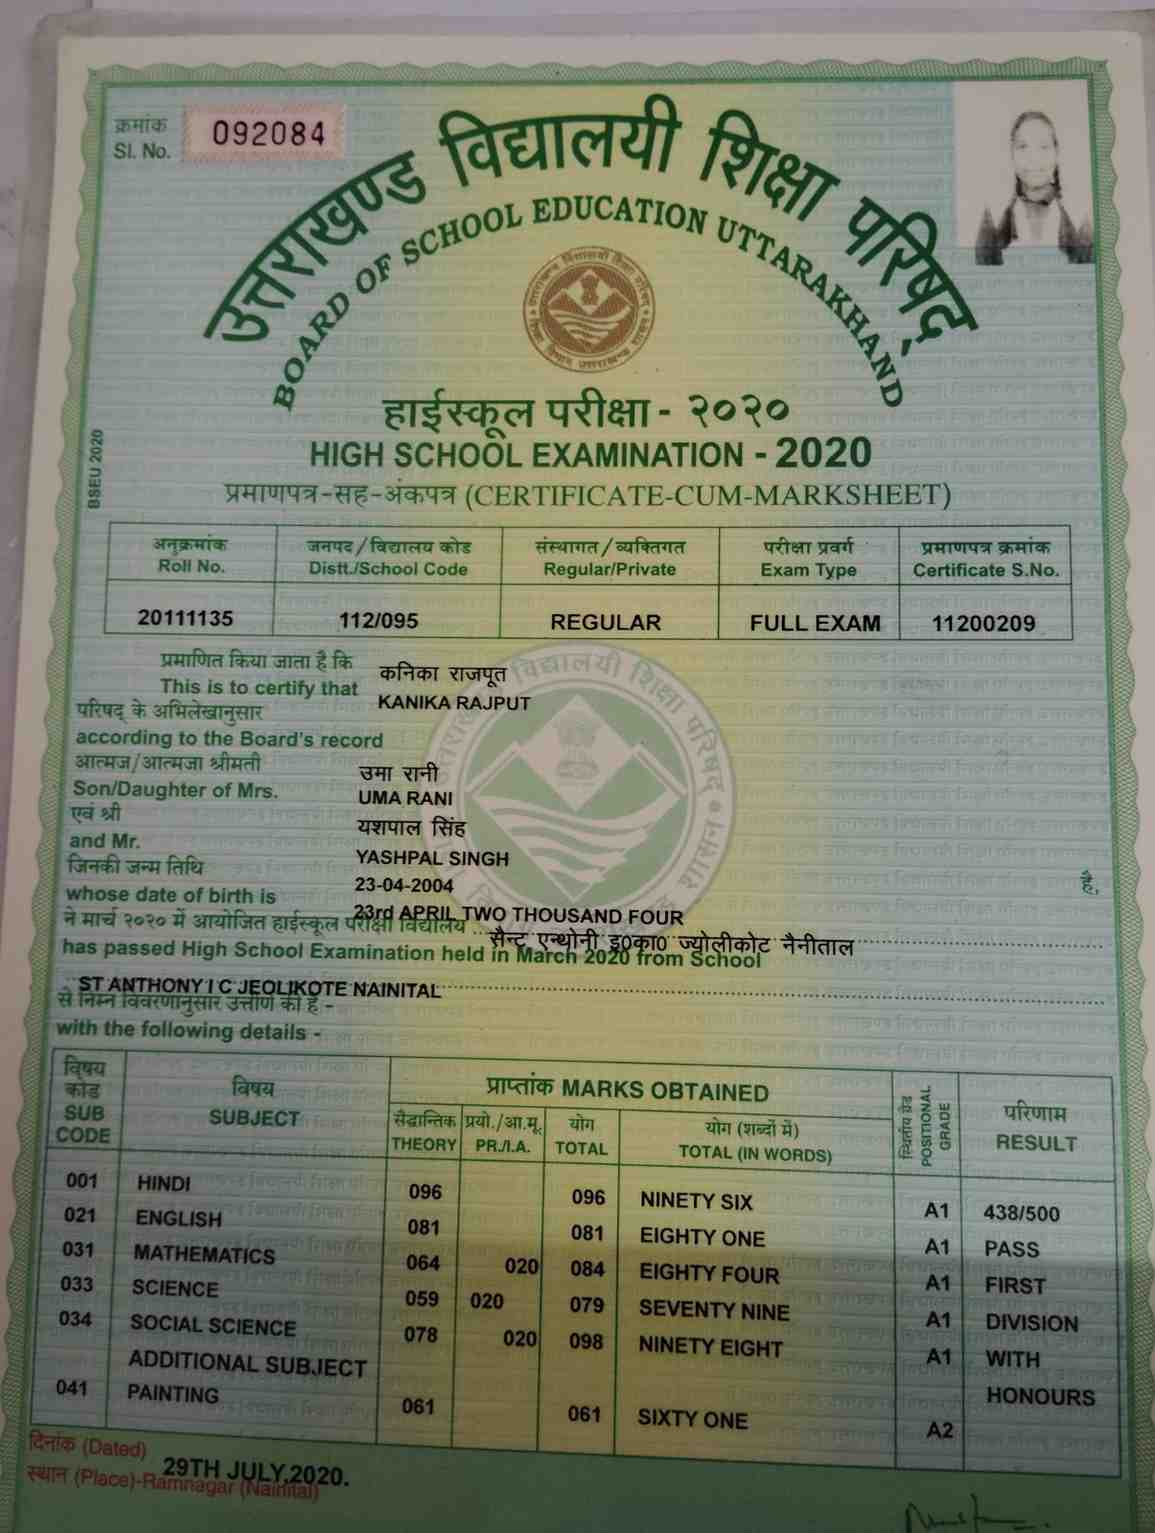 क्रमांक
Sl. No. 092084
उत्तराखण्ड विद्यालयी शिक्षा परिषद्
BOARD OF SCHOOL EDUCATION UTTARAKHAND
हाईस्कूल परीक्षा - २०२०
HIGH SCHOOL EXAMINATION - 2020
BSEU 2020
प्रमाणपत्र-सह-अंकपत्र (CERTIFICATE-CUM-MARKSHEET)
अनुक्रमांक जनपद/विद्यालय कोड संस्थागत/व्यक्तिगत परीक्षा प्रवर्ग प्रमाणपत्र क्रमांक
Roll No. Distt./School Code Regular/Private Exam Type Certificate S.No.
20111135 112/095 REGULAR FULL EXAM 11200209
प्रमाणित किया जाता है कि कनिका राजपूत
This is to certify that KANIKA RAJPUT
परिषद् के अभिलेखानुसार
according to the Board's record
आत्मज/आत्मजा श्रीमती उमा रानी
Son/Daughter of Mrs. UMA RANI
एवं श्री यशपाल सिंह
and Mr. YASHPAL SINGH
जिनकी जन्म तिथि 23-04-2004
whose date of birth is 23rd APRIL TWO THOUSAND FOUR
ने मार्च २०२० में आयोजित हाईस्कूल परीक्षा विद्यालय सैन्ट एन्थोनी इ0का0 ज्योलीकोट नैनीताल
has passed High School Examination held in March 2020 from School
ST ANTHONY I C JEOLIKOTE NAINITAL
से निम्न विवरणानुसार उत्तीर्ण की है -
with the following details -
विषय कोड विषय प्राप्तांक MARKS OBTAINED स्थितीय ग्रेड परिणाम
SUB CODE SUBJECT सैद्धान्तिक प्रयो./आ.मू. योग योग (शब्दों में) POSITIONAL GRADE RESULT
THEORY PR./I.A. TOTAL TOTAL (IN WORDS)
001 HINDI 096 096 NINETY SIX A1 438/500
021 ENGLISH 081 081 EIGHTY ONE A1 PASS
031 MATHEMATICS 064 020 084 EIGHTY FOUR A1 FIRST
033 SCIENCE 059 020 079 SEVENTY NINE A1 DIVISION
034 SOCIAL SCIENCE 078 020 098 NINETY EIGHT A1 WITH
ADDITIONAL SUBJECT HONOURS
041 PAINTING 061 061 SIXTY ONE A2
दिनांक (Dated) 29TH JULY,2020.
स्थान (Place)-Ramnagar (Nainital)